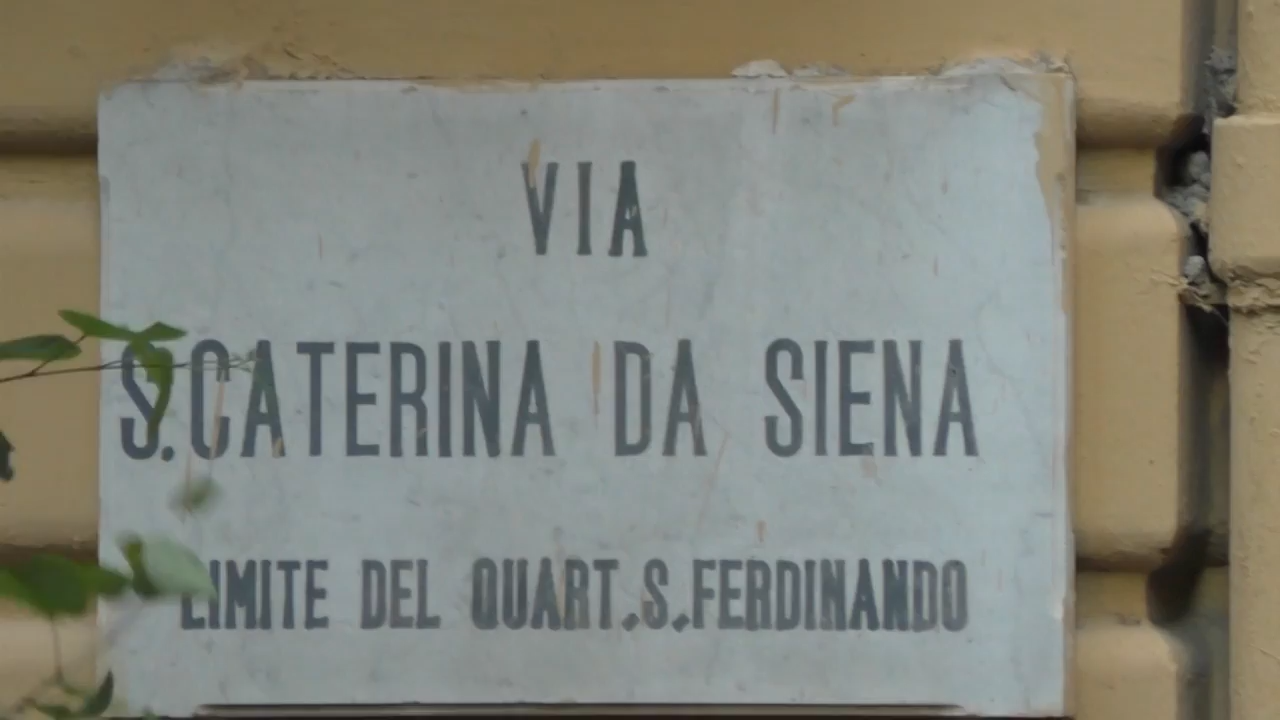 VIA
S. CATERINA DA SIENA
LIMITE DEL QUART. S. FERDINANDO